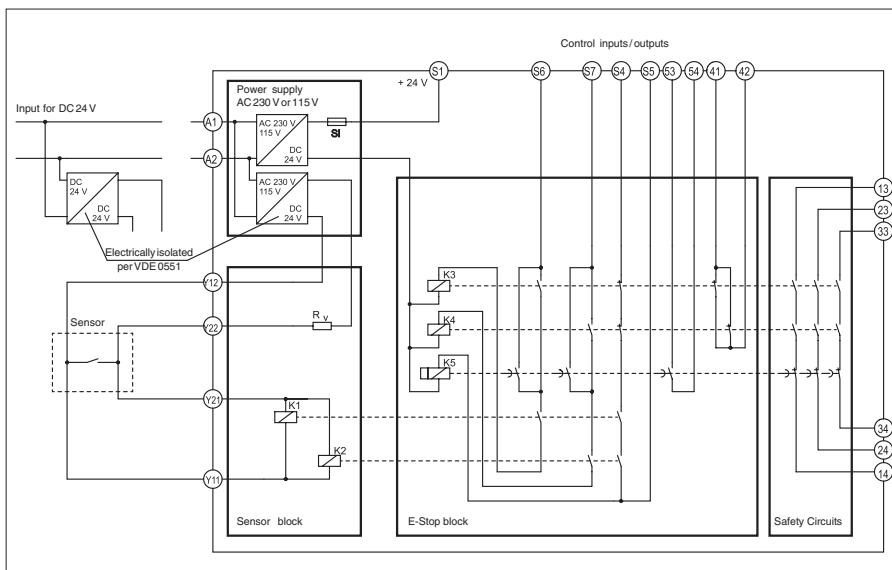 Control inputs/outputs
S1
S6
S7
S4
S5
53
54
41
42
+ 24 V
Power supply
AC 230 V or 115 V
Input for DC 24 V
A1
AC 230 V
115 V
DC
24 V
SI
A2
AC 230 V
115 V
DC
24 V
DC
24 V
DC
24 V
Electrically isolated
per VDE 0551
13
23
33
Y12
K3
Sensor
Y22
R v
K4
K5
Y21
K1
K2
34
24
14
Y11
Sensor block
E-Stop block
Safety Circuits